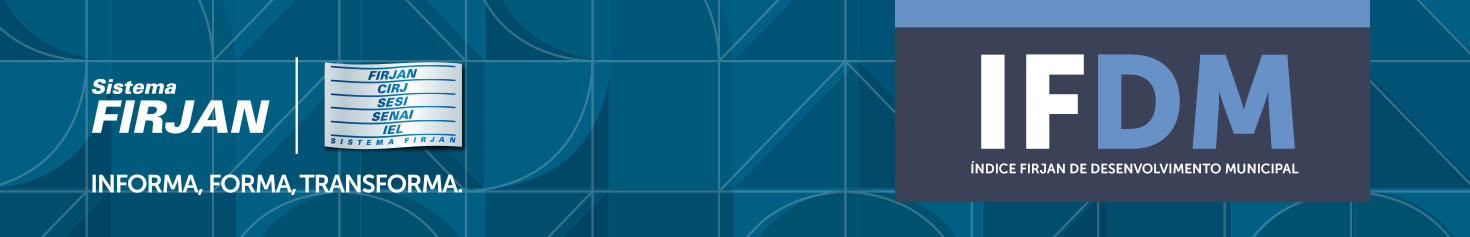 Sistema
FIRJAN
FIRJAN
CIRJ
SESI
SENAI
IEL
SISTEMA FIRJAN
INFORMA, FORMA, TRANSFORMA.
IFDM
ÍNDICE FIRJAN DE DESENVOLVIMENTO MUNICIPAL